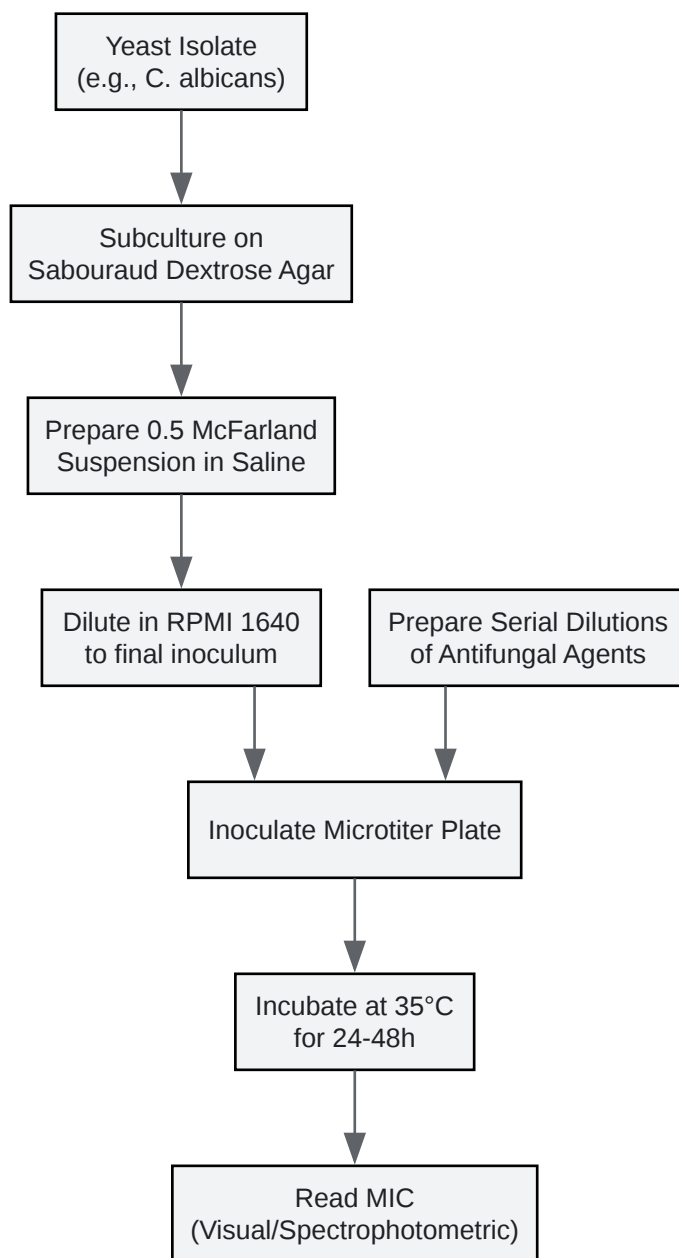 Yeast Isolate
(e.g., C. albicans)
Subculture on
Sabouraud Dextrose Agar
Prepare 0.5 McFarland
Suspension in Saline
Dilute in RPMI 1640
to final inoculum
Prepare Serial Dilutions
of Antifungal Agents
Inoculate Microtiter Plate
Incubate at 35°C
for 24-48h
Read MIC
(Visual/Spectrophotometric)